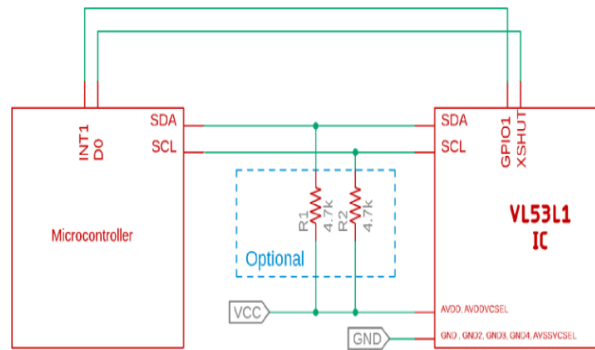 INT1
D0
SDA
SCL
Microcontroller
R1
4.7k
R2
4.7k
Optional
VCC
GND
GPIO1
XSHUT
SDA
SCL
VL53L1
IC
AVDD, AVDDVCSEL
GND, GND2, GND3, GND4, AVSSVCSEL